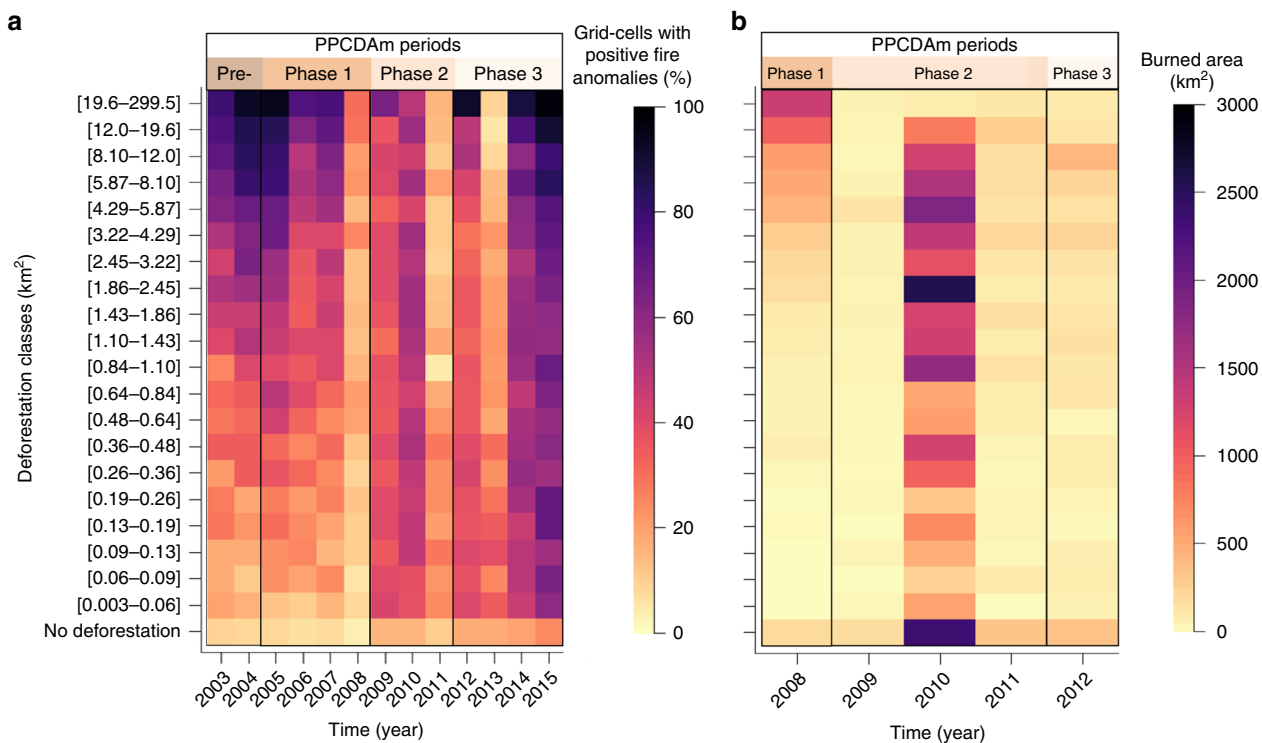 a
PPCDAm periods
Pre-
Phase 1
Phase 2
Phase 3
Grid-cells with
positive fire
anomalies (%)
100
80
60
40
20
0
Deforestation classes (km²)
[19.6–299.5]
[12.0–19.6]
[8.10–12.0]
[5.87–8.10]
[4.29–5.87]
[3.22–4.29]
[2.45–3.22]
[1.86–2.45]
[1.43–1.86]
[1.10–1.43]
[0.84–1.10]
[0.64–0.84]
[0.48–0.64]
[0.36–0.48]
[0.26–0.36]
[0.19–0.26]
[0.13–0.19]
[0.09–0.13]
[0.06–0.09]
[0.003–0.06]
No deforestation
2003
2004
2005
2006
2007
2008
2009
2010
2011
2012
2013
2014
2015
Time (year)
b
PPCDAm periods
Phase 1
Phase 2
Phase 3
Burned area
(km²)
3000
2500
2000
1500
1000
500
0
2008
2009
2010
2011
2012
Time (year)